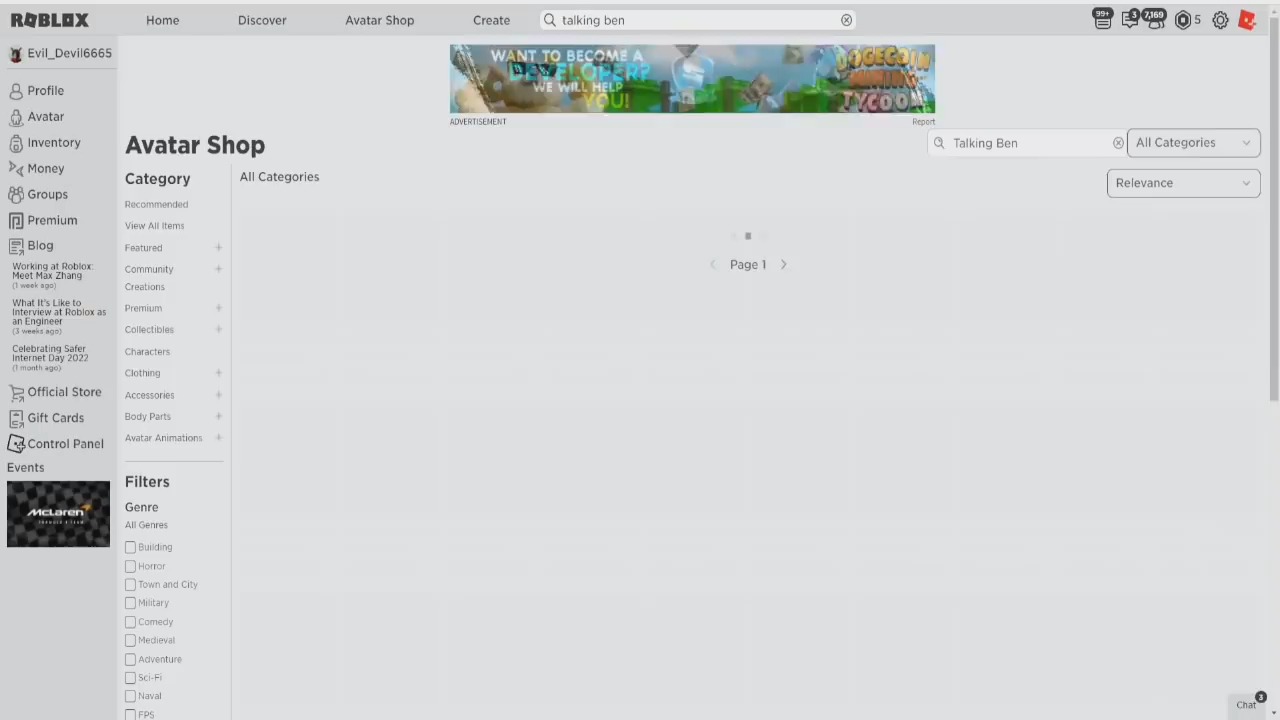 ROBLOX
Home
Discover
Avatar Shop
Create
talking ben
99+
3
7,169
5
Evil_Devil6665
Profile
Avatar
Inventory
Money
Groups
Premium
Blog
Working at Roblox:
Meet Max Zhang
(1 week ago)
What It's Like to
Interview at Roblox as
an Engineer
(3 weeks ago)
Celebrating Safer
Internet Day 2022
(1 month ago)
Official Store
Gift Cards
Control Panel
Events
McLaren
WANT TO BECOME A
DEVELOPER?
WE WILL HELP
YOU!
DOGECOIN
MINING
TYCOON
ADVERTISEMENT
Report
Avatar Shop
Talking Ben
All Categories
Category
All Categories
Relevance
Recommended
View All Items
Featured +
Community +
Creations
Premium +
Collectibles +
Characters
Clothing +
Accessories +
Body Parts +
Avatar Animations +
Page 1
Filters
Genre
All Genres
Building
Horror
Town and City
Military
Comedy
Medieval
Adventure
Sci-Fi
Naval
FPS
Chat
3